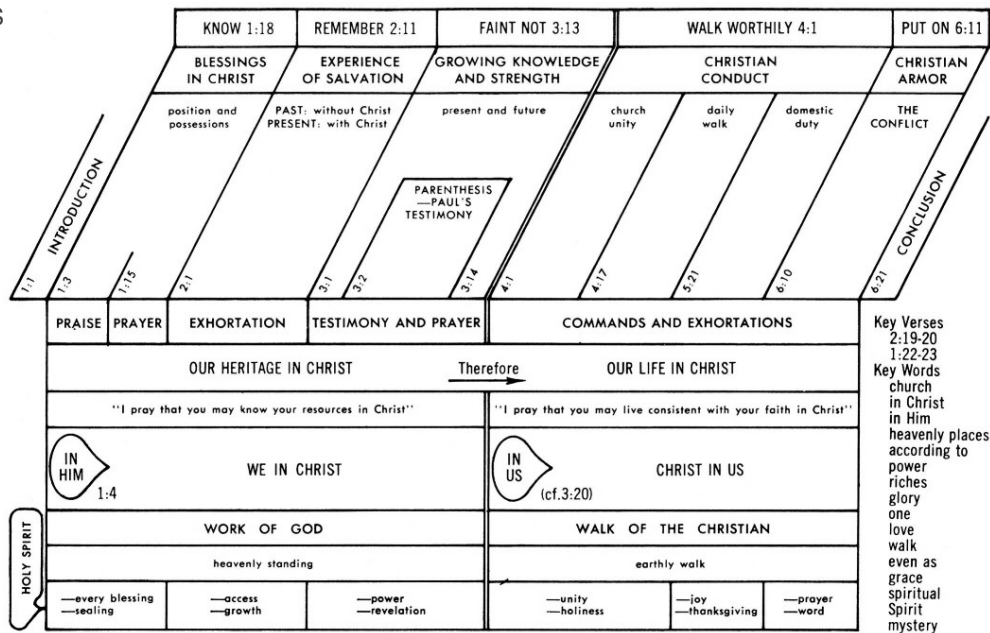 S
KNOW 1:18
REMEMBER 2:11
FAINT NOT 3:13
WALK WORTHILY 4:1
PUT ON 6:11
BLESSINGS
IN CHRIST
EXPERIENCE
OF SALVATION
GROWING KNOWLEDGE
AND STRENGTH
CHRISTIAN
CONDUCT
CHRISTIAN
ARMOR
position and
possessions
PAST: without Christ
PRESENT: with Christ
present and future
church
unity
daily
walk
domestic
duty
THE
CONFLICT
PARENTHESIS
—PAUL'S
TESTIMONY
INTRODUCTION
CONCLUSION
1:1
1:3
1:15
2:1
3:1
3:2
3:14
4:1
4:17
5:21
6:10
6:21
PRAISE
PRAYER
EXHORTATION
TESTIMONY AND PRAYER
COMMANDS AND EXHORTATIONS
OUR HERITAGE IN CHRIST
Therefore
OUR LIFE IN CHRIST
"I pray that you may know your resources in Christ"
"I pray that you may live consistent with your faith in Christ"
IN
HIM
1:4
WE IN CHRIST
IN
US
(cf.3:20)
CHRIST IN US
WORK OF GOD
WALK OF THE CHRISTIAN
heavenly standing
earthly walk
HOLY SPIRIT
—every blessing
—sealing
—access
—growth
—power
—revelation
—unity
—holiness
—joy
—thanksgiving
—prayer
—word
Key Verses
2:19-20
1:22-23
Key Words
church
in Christ
in Him
heavenly places
according to
power
riches
glory
one
love
walk
even as
grace
spiritual
Spirit
mystery